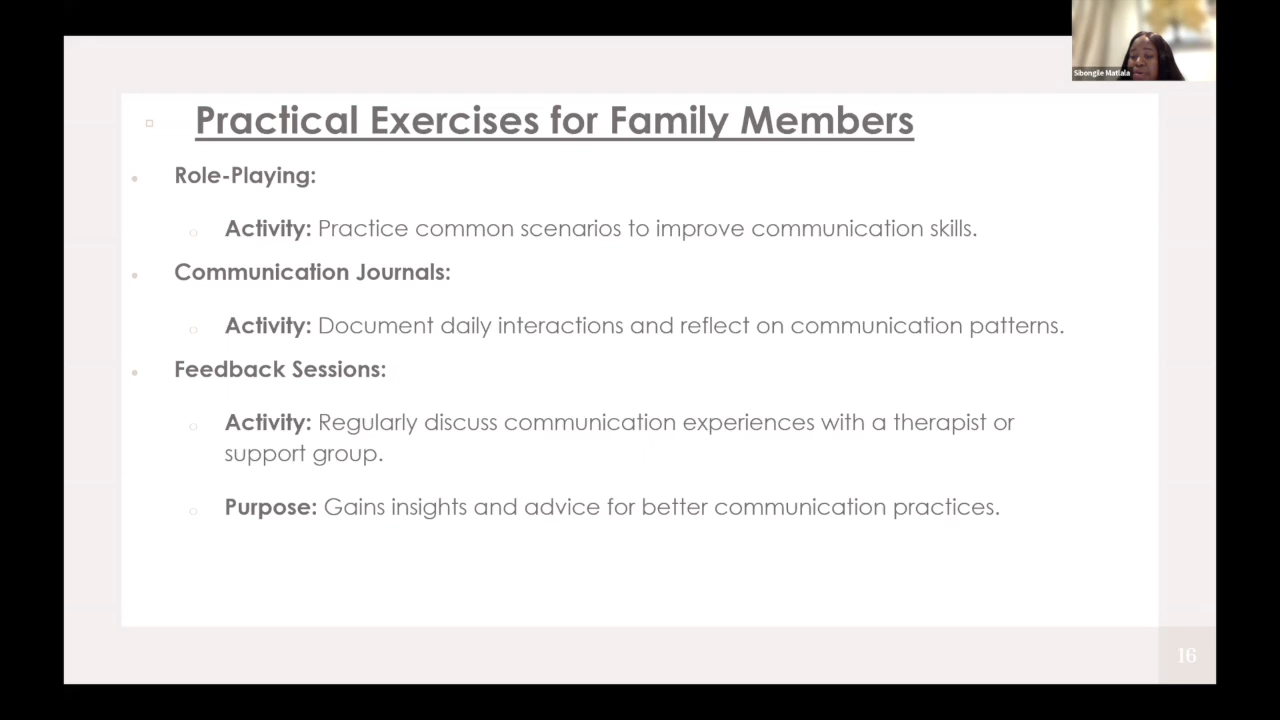 Sibongile Matlala
Practical Exercises for Family Members
Role-Playing:
Activity: Practice common scenarios to improve communication skills.
Communication Journals:
Activity: Document daily interactions and reflect on communication patterns.
Feedback Sessions:
Activity: Regularly discuss communication experiences with a therapist or
support group.
Purpose: Gains insights and advice for better communication practices.
16